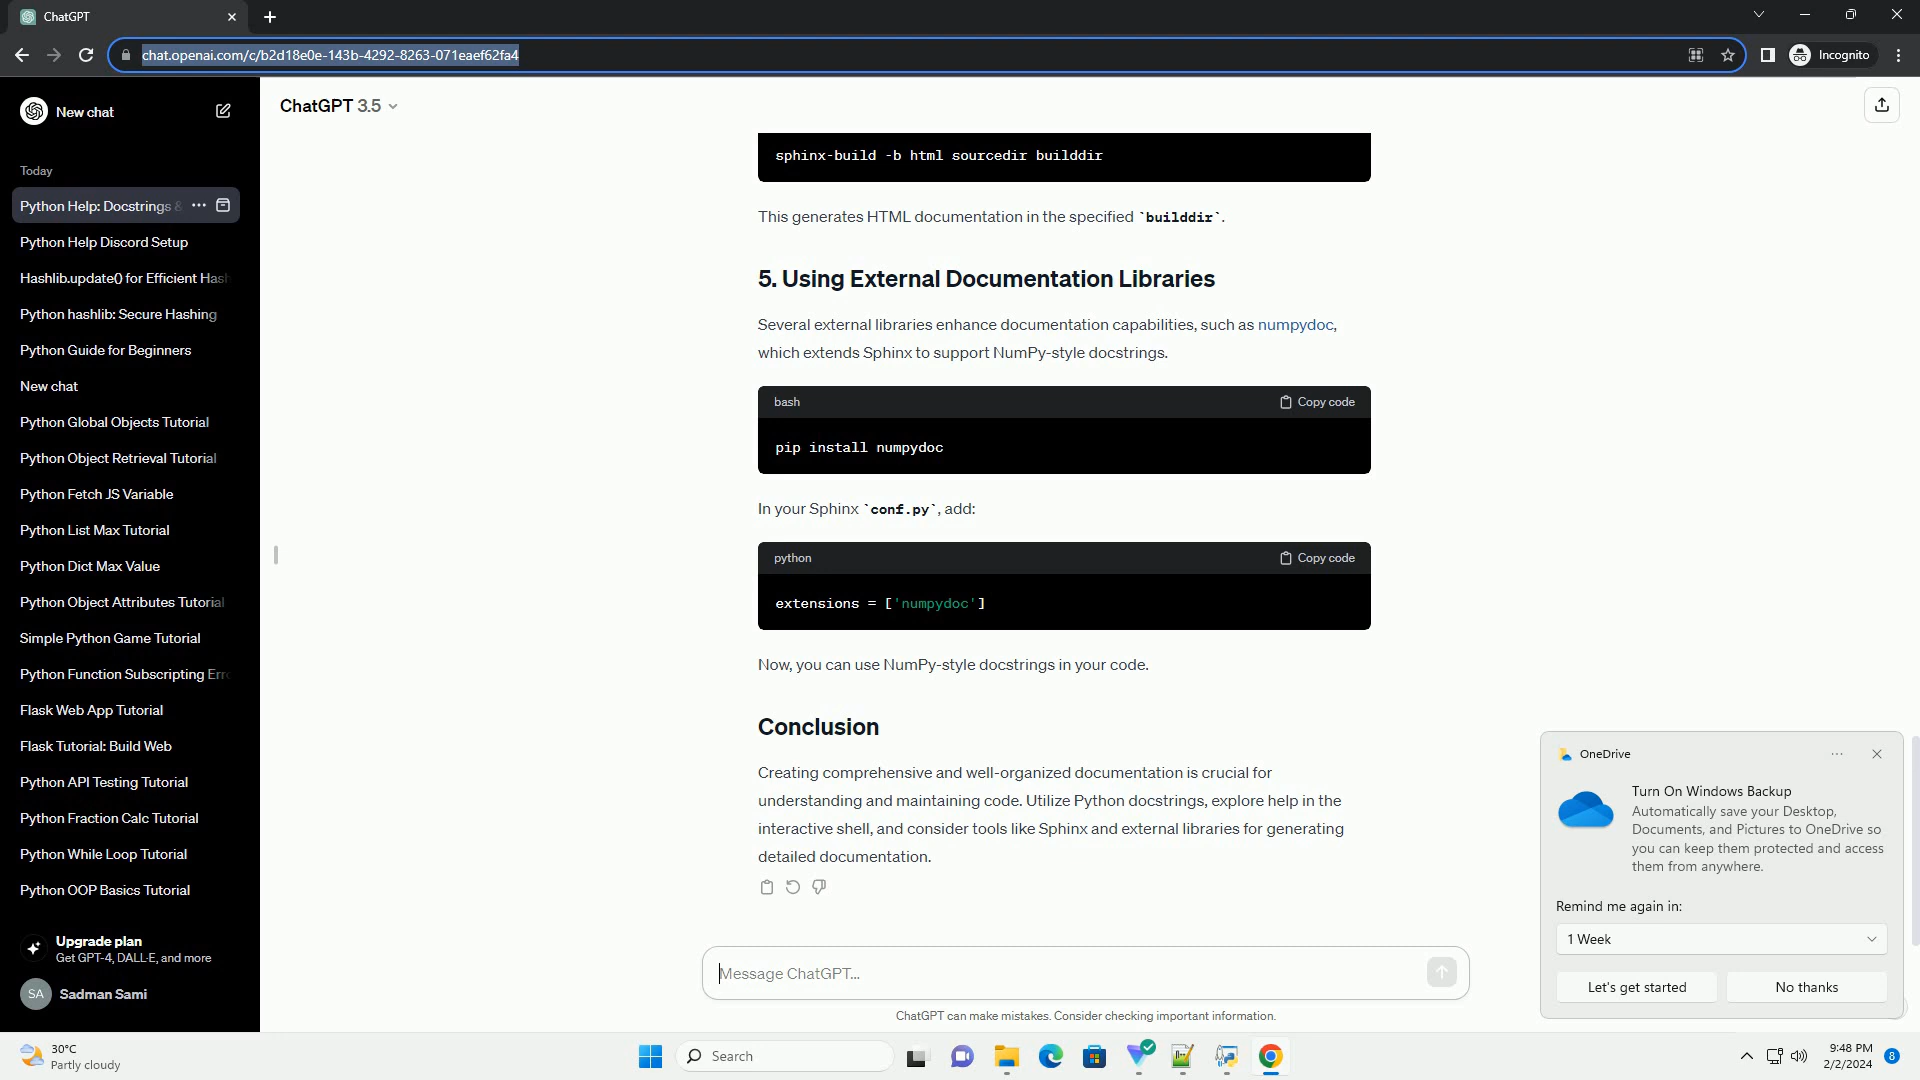 ChatGPT
chat.openai.com/c/b2d18e0e-143b-4292-8263-071eaef62fa4
Incognito
New chat
Today
Python Help: Docstrings &
Python Help Discord Setup
Hashlib.update() for Efficient Hash
Python hashlib: Secure Hashing
Python Guide for Beginners
New chat
Python Global Objects Tutorial
Python Object Retrieval Tutorial
Python Fetch JS Variable
Python List Max Tutorial
Python Dict Max Value
Python Object Attributes Tutorial
Simple Python Game Tutorial
Python Function Subscripting Erro
Flask Web App Tutorial
Flask Tutorial: Build Web
Python API Testing Tutorial
Python Fraction Calc Tutorial
Python While Loop Tutorial
Python OOP Basics Tutorial
Upgrade plan
Get GPT-4, DALL·E, and more
SA
Sadman Sami
ChatGPT 3.5
sphinx-build -b html sourcedir builddir
This generates HTML documentation in the specified `builddir`.
5. Using External Documentation Libraries
Several external libraries enhance documentation capabilities, such as numpydoc,
which extends Sphinx to support NumPy-style docstrings.
bash
Copy code
pip install numpydoc
In your Sphinx `conf.py`, add:
python
Copy code
extensions = ['numpydoc']
Now, you can use NumPy-style docstrings in your code.
Conclusion
Creating comprehensive and well-organized documentation is crucial for
understanding and maintaining code. Utilize Python docstrings, explore help in the
interactive shell, and consider tools like Sphinx and external libraries for generating
detailed documentation.
Message ChatGPT...
ChatGPT can make mistakes. Consider checking important information.
OneDrive
Turn On Windows Backup
Automatically save your Desktop,
Documents, and Pictures to OneDrive so
you can keep them protected and access
them from anywhere.
Remind me again in:
1 Week
Let's get started
No thanks
30°C
Partly cloudy
Search
9:48 PM
2/2/2024
8